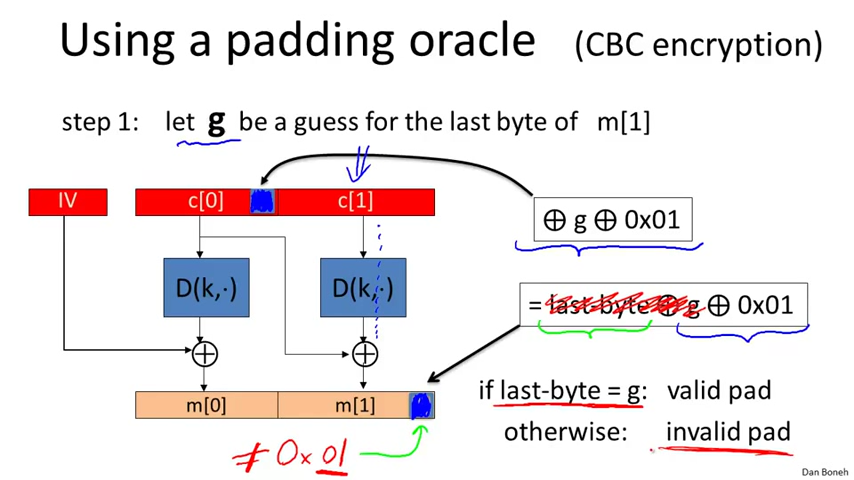 Using a padding oracle (CBC encryption)
step 1: let g be a guess for the last byte of m[1]
IV c[0] c[1]
⊕ g ⊕ 0x01
D(k,·) D(k,·)
= last-byte ⊕ g ⊕ 0x01
⊕ ⊕
if last-byte = g: valid pad
m[0] m[1]
otherwise: invalid pad
≠ 0x01
Dan Boneh